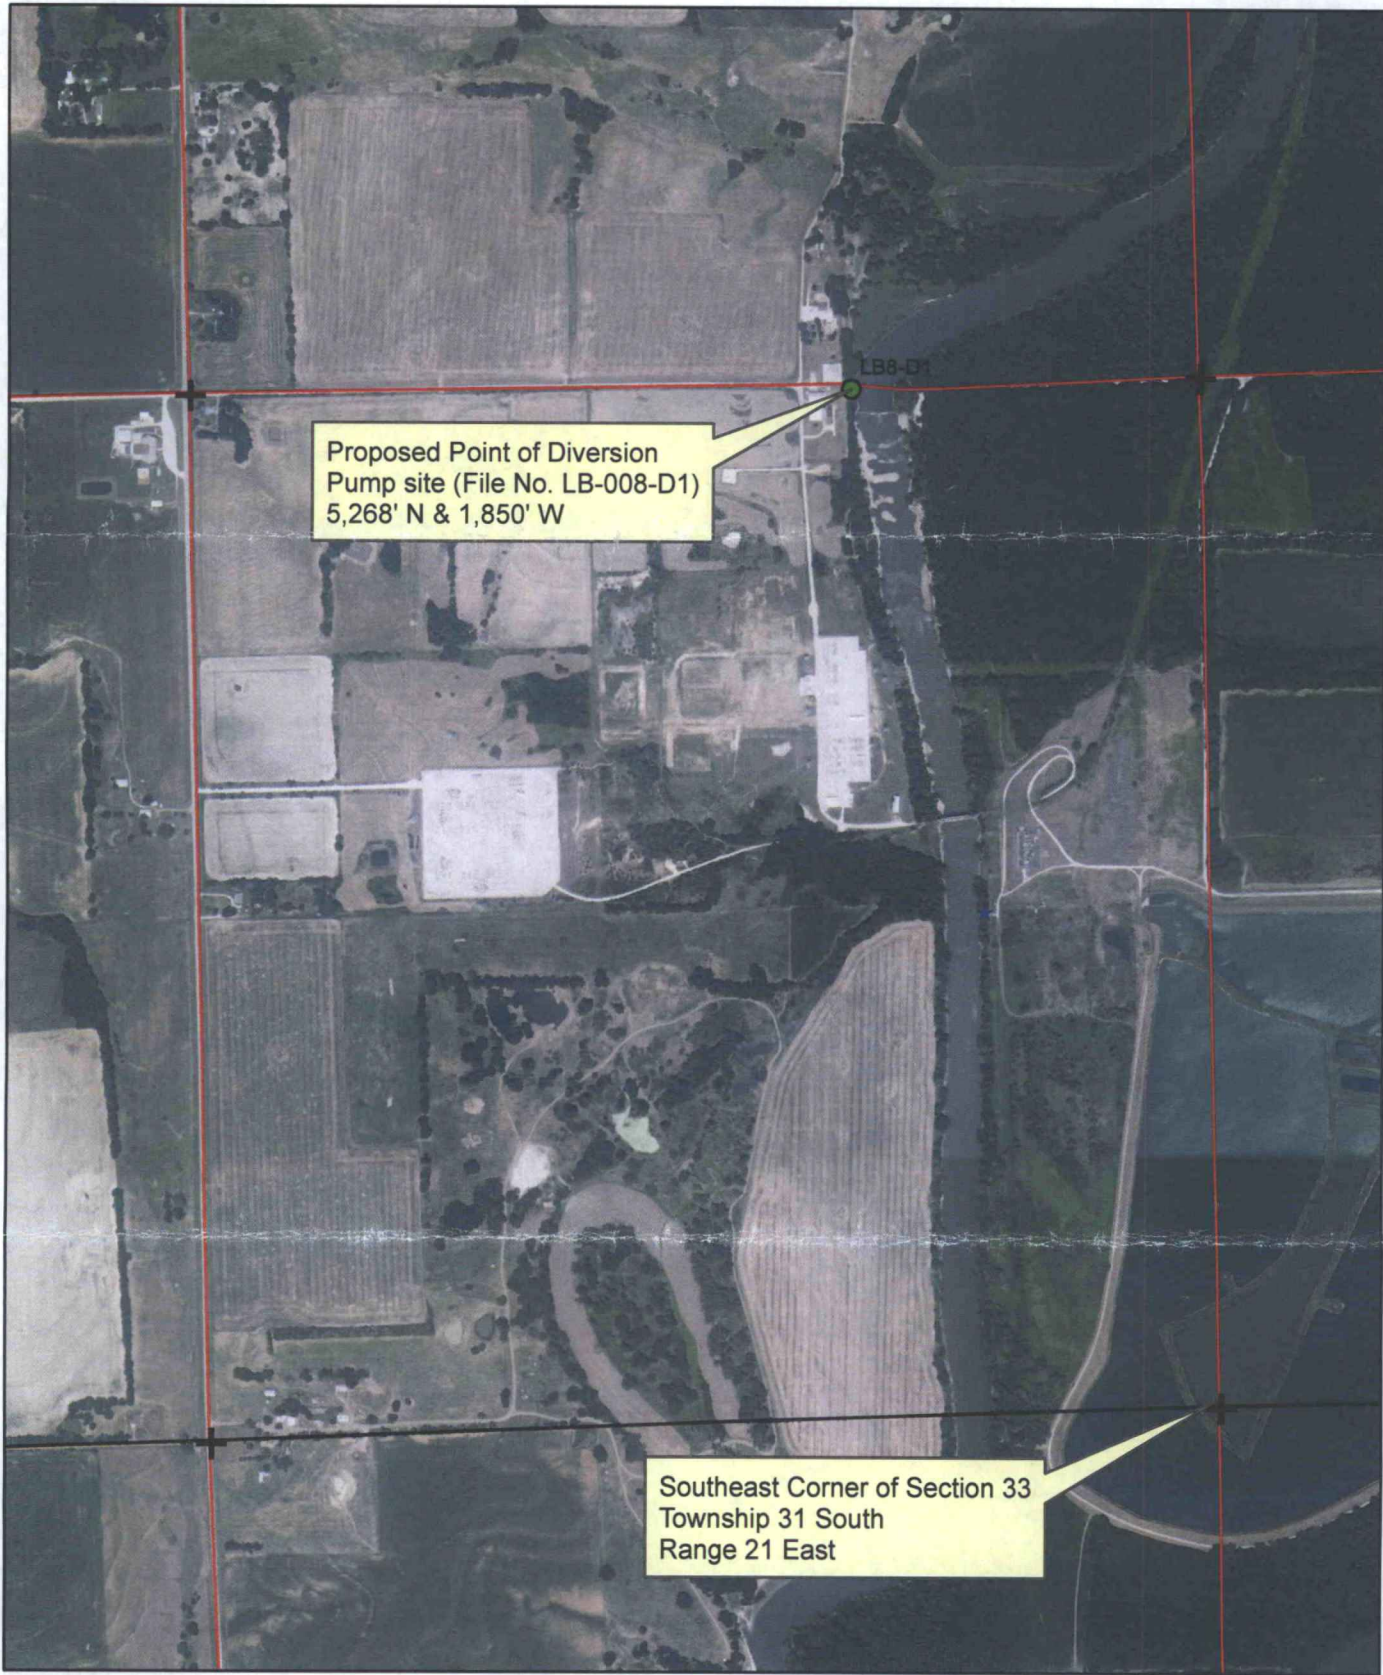 LB8-D1
Proposed Point of Diversion
Pump site (File No. LB-008-D1)
5,268' N & 1,850' W
Southeast Corner of Section 33
Township 31 South
Range 21 East